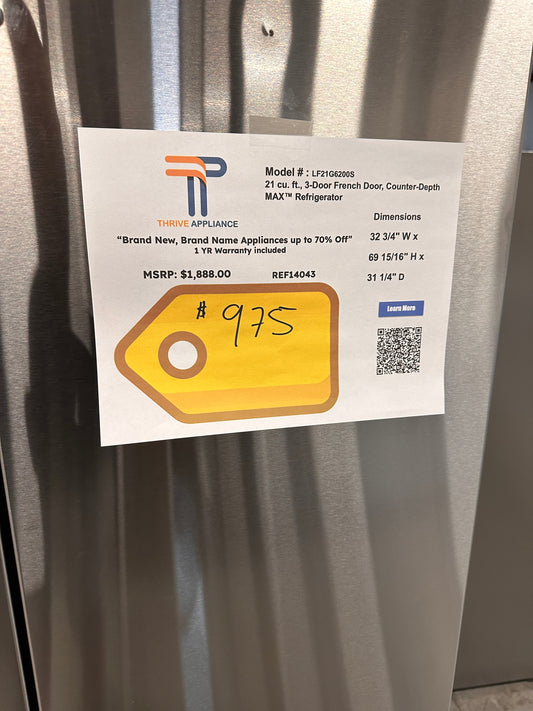 THRIVE APPLIANCE
Model # : LF21G6200S
21 cu. ft., 3-Door French Door, Counter-Depth
MAX™ Refrigerator
"Brand New, Brand Name Appliances up to 70% Off"
1 YR Warranty included
MSRP: $1,888.00 REF14043
Dimensions
32 3/4" W x
69 15/16" H x
31 1/4" D
Learn More
$ 975